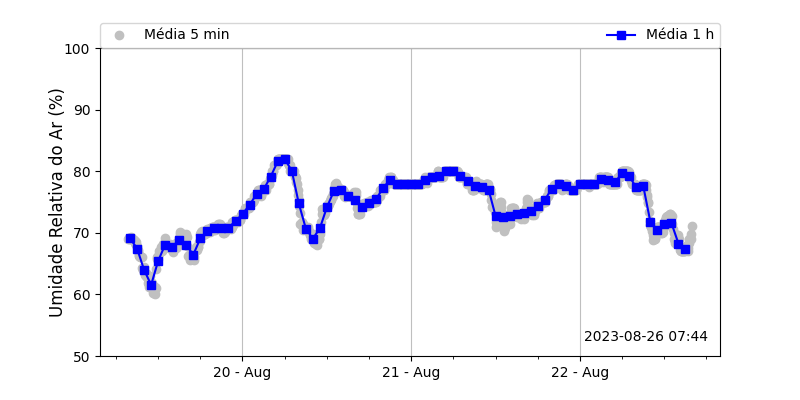 Média 5 min
Média 1 h
Umidade Relativa do Ar (%)
100
90
80
70
60
50
2023-08-26 07:44
20 - Aug
21 - Aug
22 - Aug